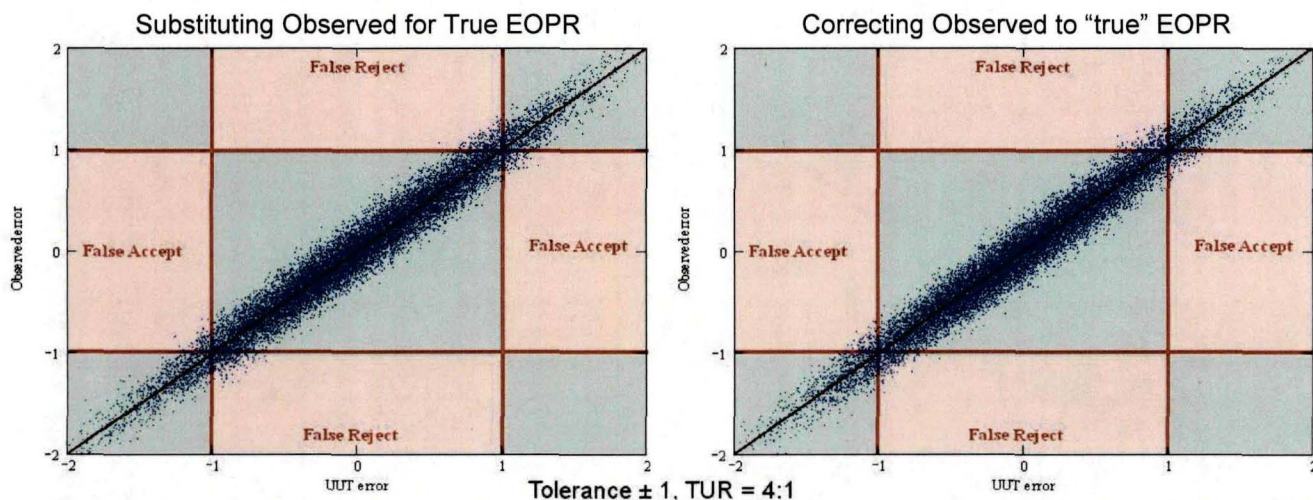 Substituting Observed for True EOPR
2
False Reject
1
False Accept
0
False Accept
-1
False Reject
-2
-2
-1
0
1
2
Observed error
UUT error
Correcting Observed to "true" EOPR
2
False Reject
1
False Accept
0
False Accept
-1
False Reject
-2
-2
-1
0
1
2
Observed error
UUT error
Tolerance ± 1, TUR = 4:1